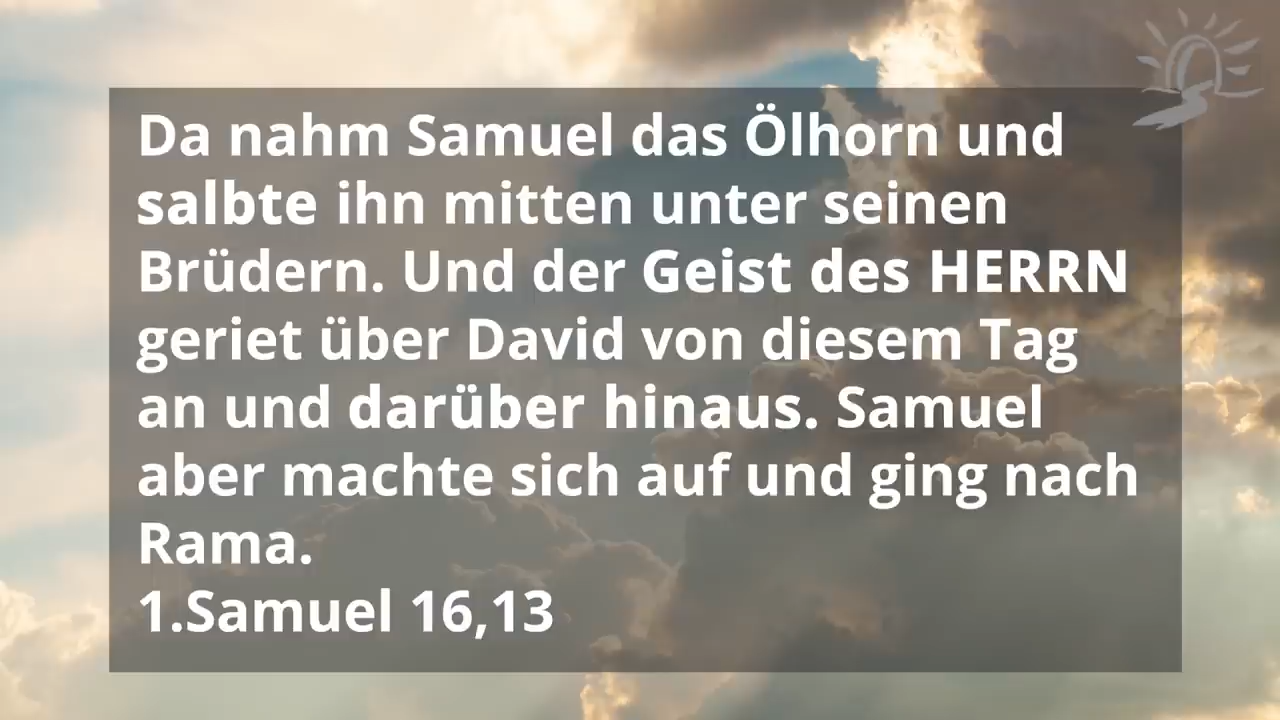 Da nahm Samuel das Ölhorn und
salbte ihn mitten unter seinen
Brüdern. Und der Geist des HERRN
geriet über David von diesem Tag
an und darüber hinaus. Samuel
aber machte sich auf und ging nach
Rama.
1.Samuel 16,13